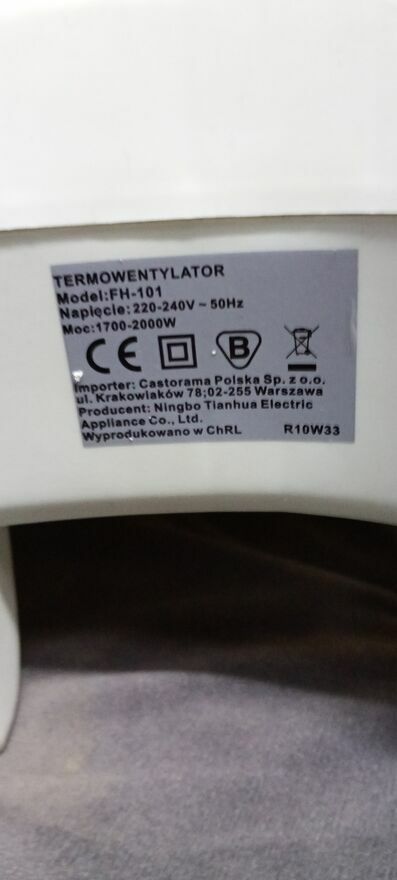 TERMOWENTYLATOR
Model:FH-101
Napięcie: 220-240V ~ 50Hz
Moc:1700-2000W
CE B
Importer: Castorama Polska Sp. z o.o.
ul. Krakowiaków 78;02-255 Warszawa
Producent: Ningbo Tianhua Electric
Appliance Co., Ltd.
Wyprodukowano w ChRL R10W33